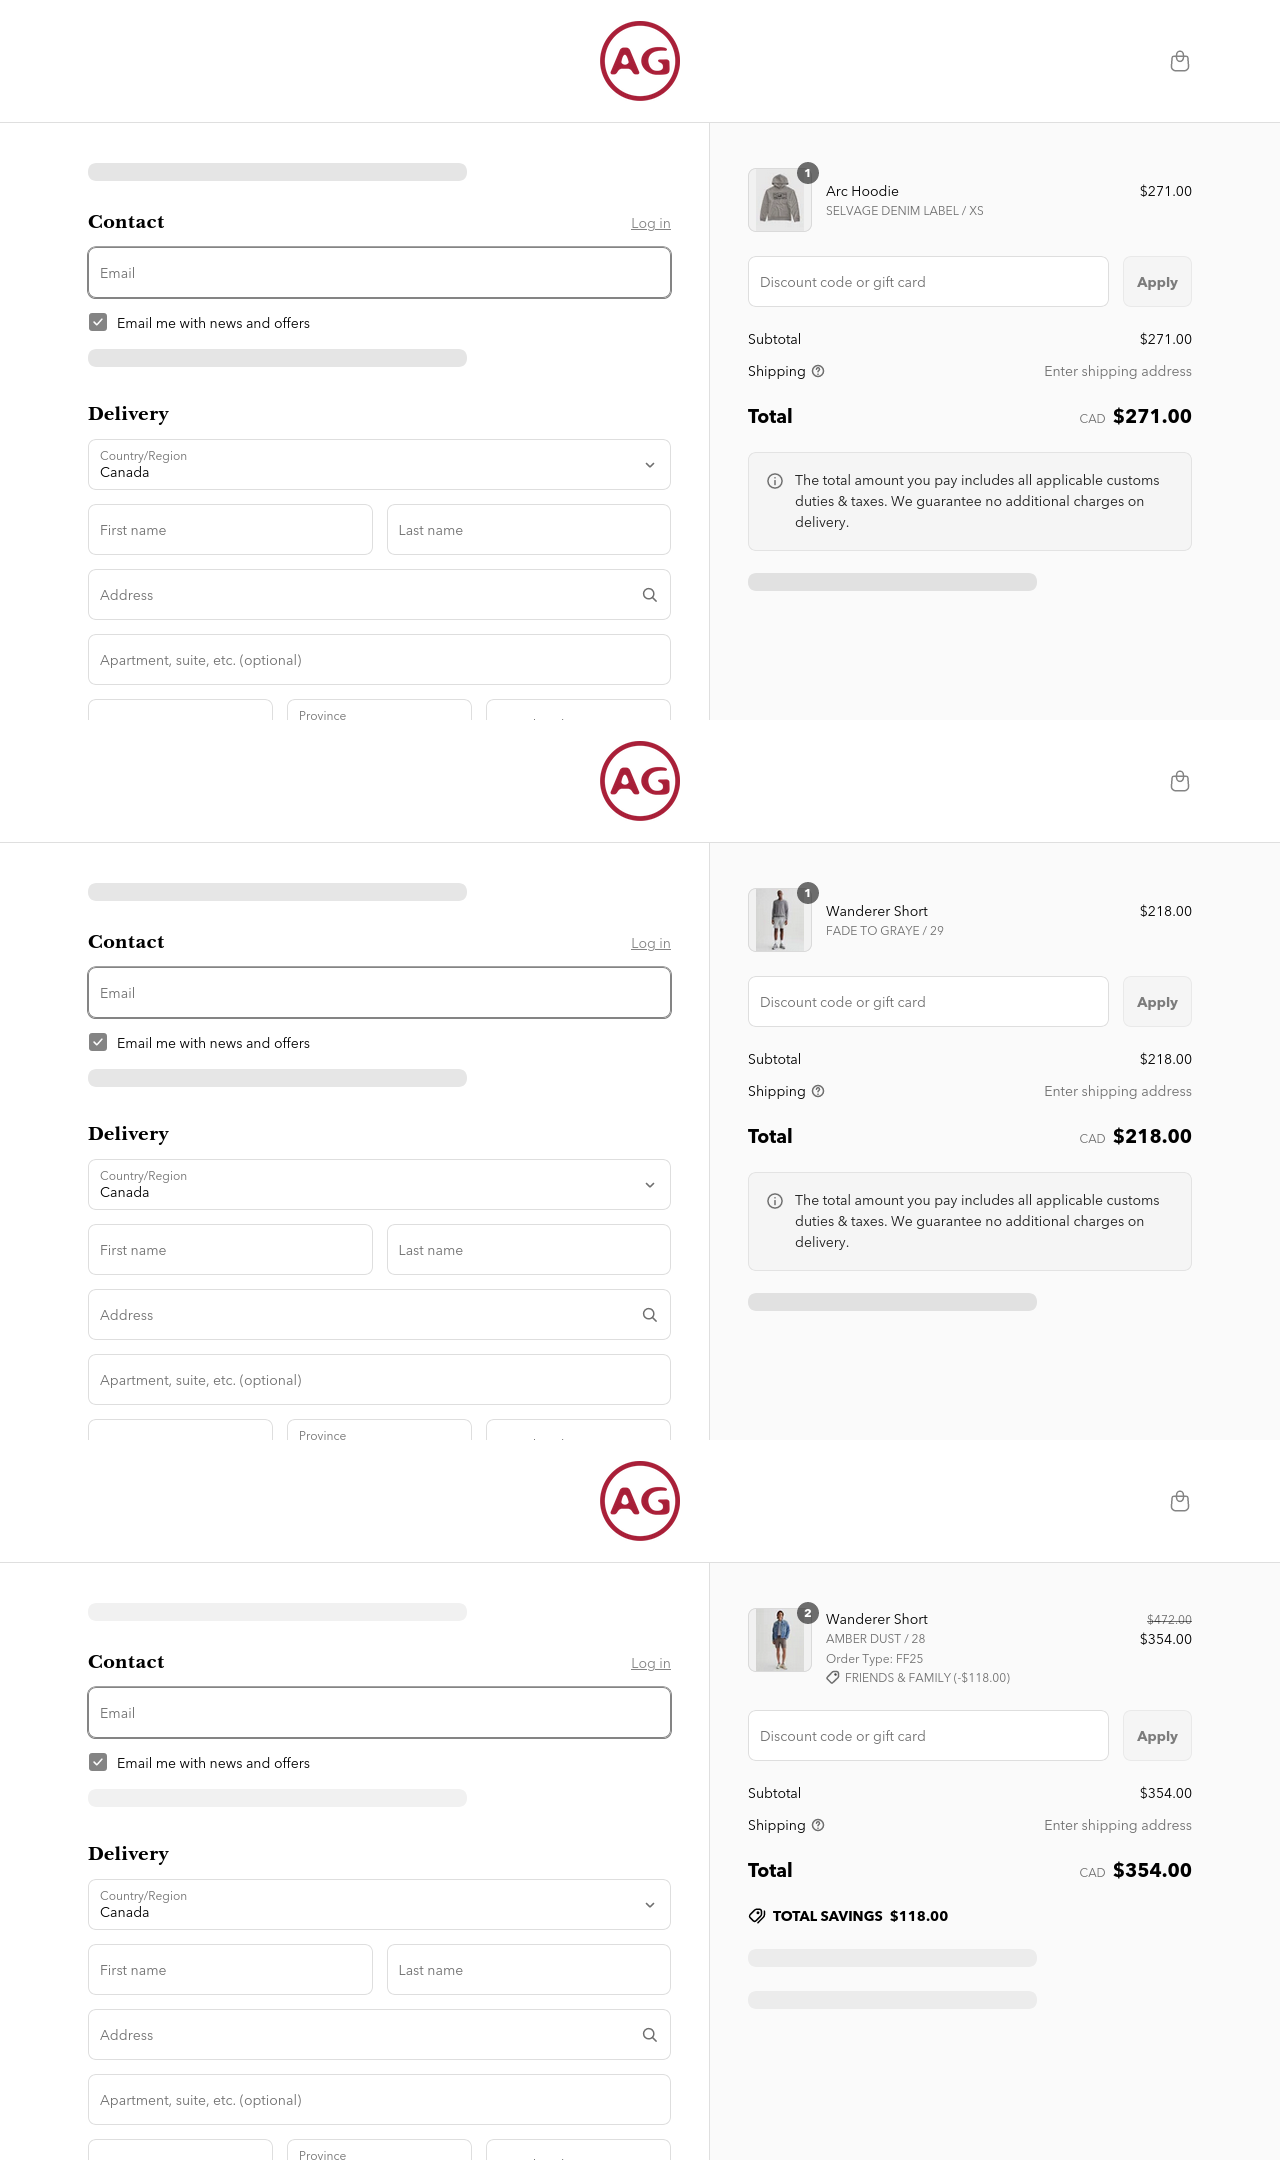 AG
Contact
Log in
Email
Email me with news and offers
Delivery
Country/Region
Canada
First name
Last name
Address
Apartment, suite, etc. (optional)
Province
1
Arc Hoodie
$271.00
SELVAGE DENIM LABEL / XS
Discount code or gift card
Apply
Subtotal
$271.00
Shipping
Enter shipping address
Total
CAD $271.00
The total amount you pay includes all applicable customs
duties & taxes. We guarantee no additional charges on
delivery.
AG
Contact
Log in
Email
Email me with news and offers
Delivery
Country/Region
Canada
First name
Last name
Address
Apartment, suite, etc. (optional)
Province
1
Wanderer Short
$218.00
FADE TO GRAYE / 29
Discount code or gift card
Apply
Subtotal
$218.00
Shipping
Enter shipping address
Total
CAD $218.00
The total amount you pay includes all applicable customs
duties & taxes. We guarantee no additional charges on
delivery.
AG
Contact
Log in
Email
Email me with news and offers
Delivery
Country/Region
Canada
First name
Last name
Address
Apartment, suite, etc. (optional)
Province
2
Wanderer Short
$472.00
AMBER DUST / 28
$354.00
Order Type: FF25
FRIENDS & FAMILY (-$118.00)
Discount code or gift card
Apply
Subtotal
$354.00
Shipping
Enter shipping address
Total
CAD $354.00
TOTAL SAVINGS $118.00